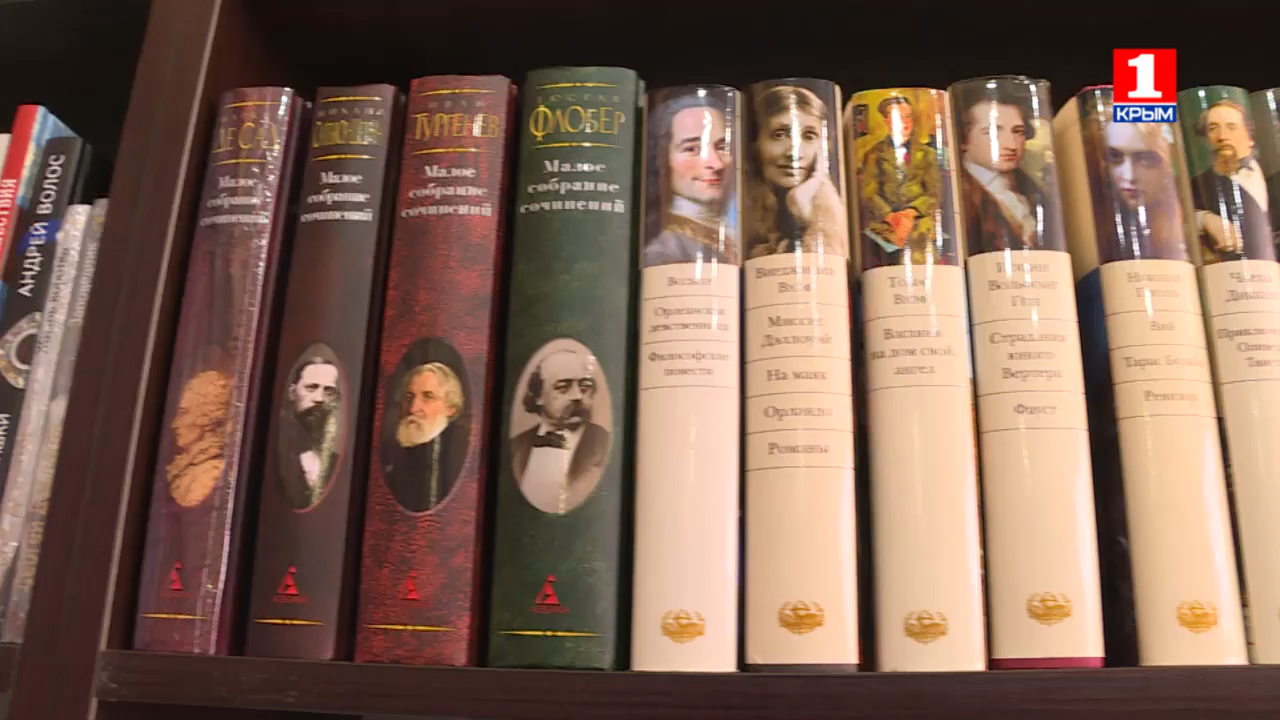 АНДРЕЙ ВОЛОС
ДЕ САД
Малое
собрание
сочинений
Малое
собрание
сочинений
ИВАН
ТУРГЕНЕВ
Малое
собрание
сочинений
ФЛОБЕР
Малое
собрание
сочинений
Вольтер
Орлеанская
девственница
Философские
повести
Вирджиния
Вулф
Миссис
Дэллоуэй
На маяк
Орландо
Романы
Томас
Вулф
Взгляни
на дом свой,
ангел
Иоганн
Вольфганг
Гёте
Страдания
юного
Вертера
Фауст
Николай
Гоголь
Вий
Тарас Бульба
Ревизор
1
КРЫМ